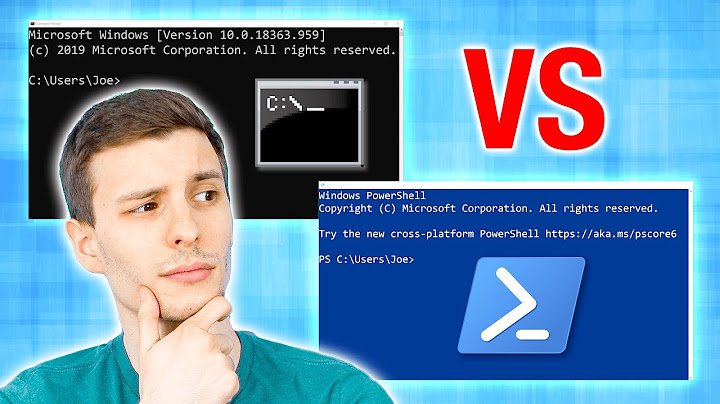 Microsoft Windows [Version 10.0.18363.959]
(c) 2019 Microsoft Corporation. All rights reserved.
C:\Users\Joe>
C:\_
VS
Windows PowerShell
Copyright (C) Microsoft Corporation. All rights reserved.
Try the new cross-platform PowerShell https://aka.ms/pscore6
PS C:\Users\Joe>